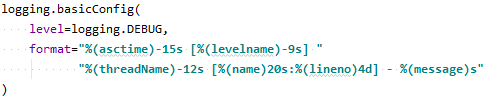 logging.basicConfig(
    level=logging.DEBUG,
    format="%(asctime)-15s [%(levelname)-9s] "
           "%(threadName)-12s [%(name)20s:%(lineno)4d] - %(message)s"
)